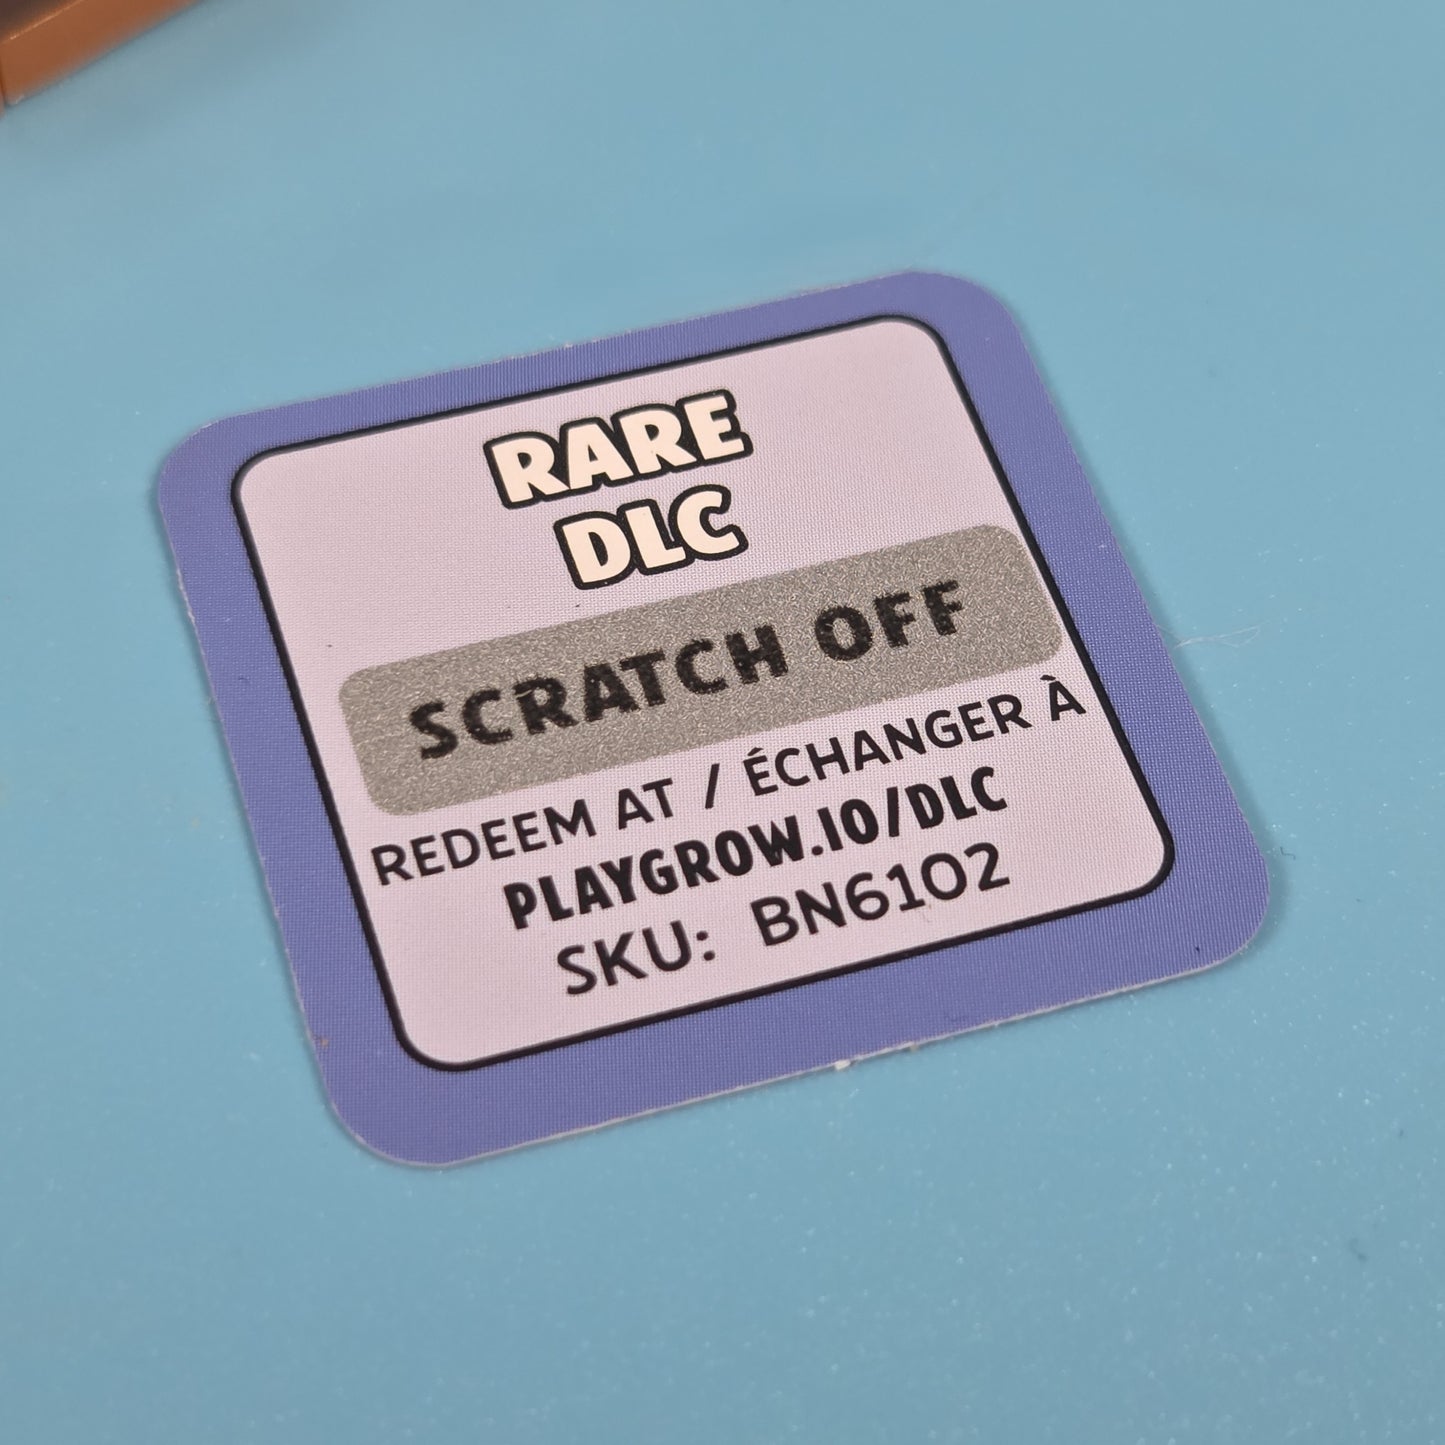 RARE
DLC
SCRATCH OFF
REDEEM AT / ÉCHANGER À
PLAYGROW.IO/DLC
SKU: BN6102